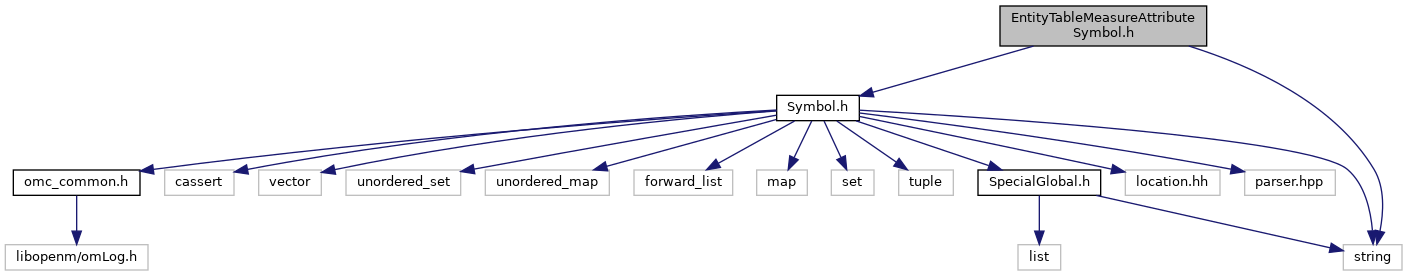 EntityTableMeasureAttribute
Symbol.h
Symbol.h
omc_common.h
cassert
vector
unordered_set
unordered_map
forward_list
map
set
tuple
SpecialGlobal.h
location.hh
parser.hpp
libopenm/omLog.h
list
string